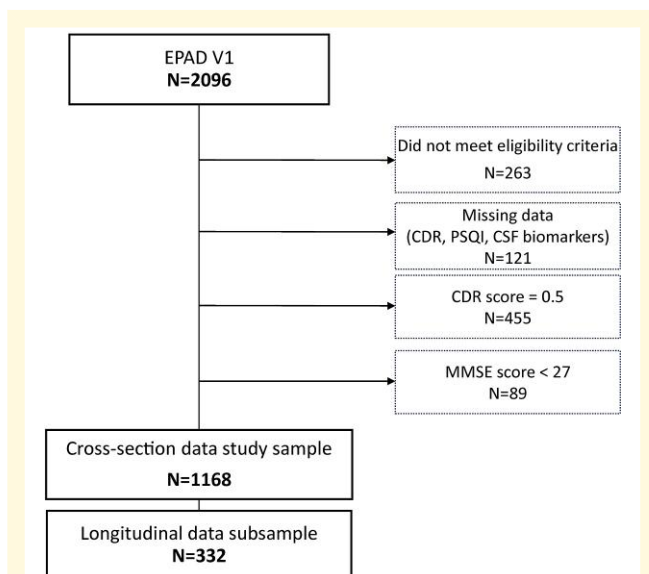 EPAD V1
N=2096
Did not meet eligibility criteria
N=263
Missing data
(CDR, PSQI, CSF biomarkers)
N=121
CDR score = 0.5
N=455
MMSE score < 27
N=89
Cross-section data study sample
N=1168
Longitudinal data subsample
N=332